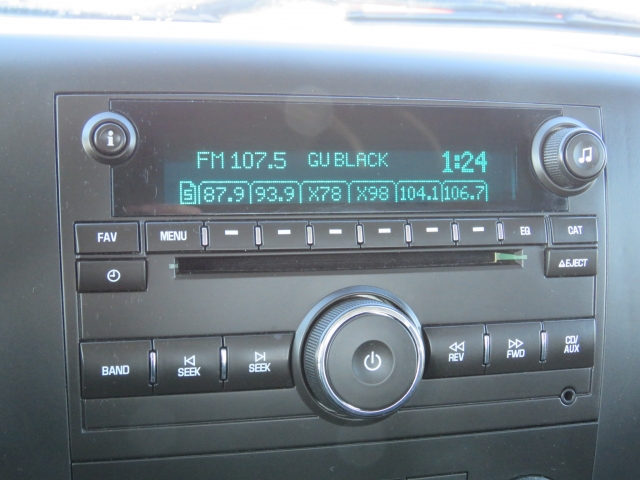 FM 107.5 GU BLACK 1:24
5 87.9 93.9 X78 X98 104.1 106.7
FAV MENU EQ CAT
EJECT
BAND SEEK SEEK REV FWD CD/AUX